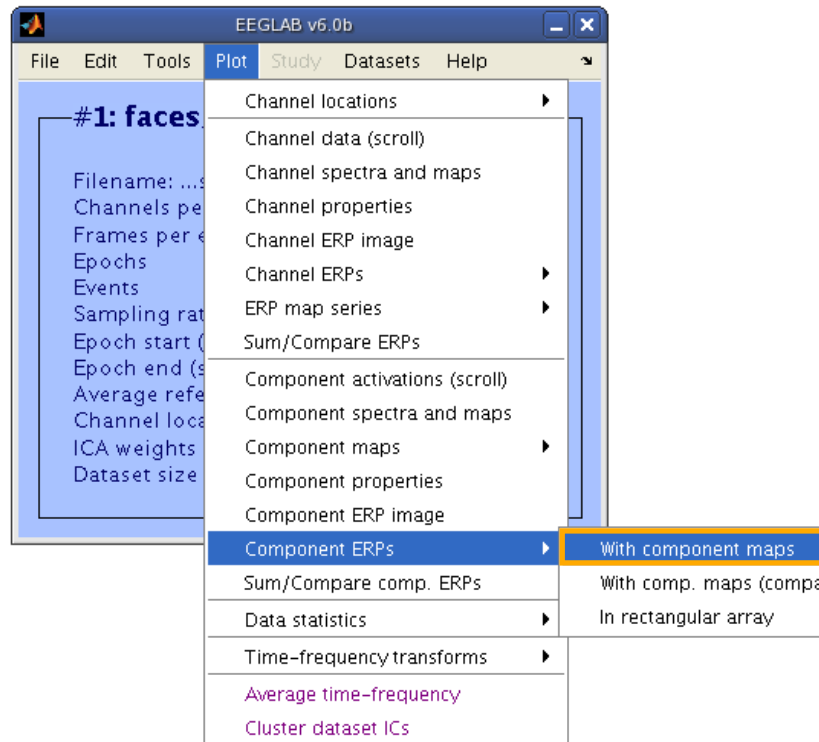 EEGLAB v6.0b
File Edit Tools Plot Study Datasets Help
#1: faces
Filename: ...s
Channels pe
Frames per e
Epochs
Events
Sampling rat
Epoch start (
Epoch end (s
Average refe
Channel loca
ICA weights
Dataset size
Channel locations
Channel data (scroll)
Channel spectra and maps
Channel properties
Channel ERP image
Channel ERPs
ERP map series
Sum/Compare ERPs
Component activations (scroll)
Component spectra and maps
Component maps
Component properties
Component ERP image
Component ERPs
Sum/Compare comp. ERPs
Data statistics
Time-frequency transforms
Average time-frequency
Cluster dataset ICs
With component maps
With comp. maps (compa
In rectangular array